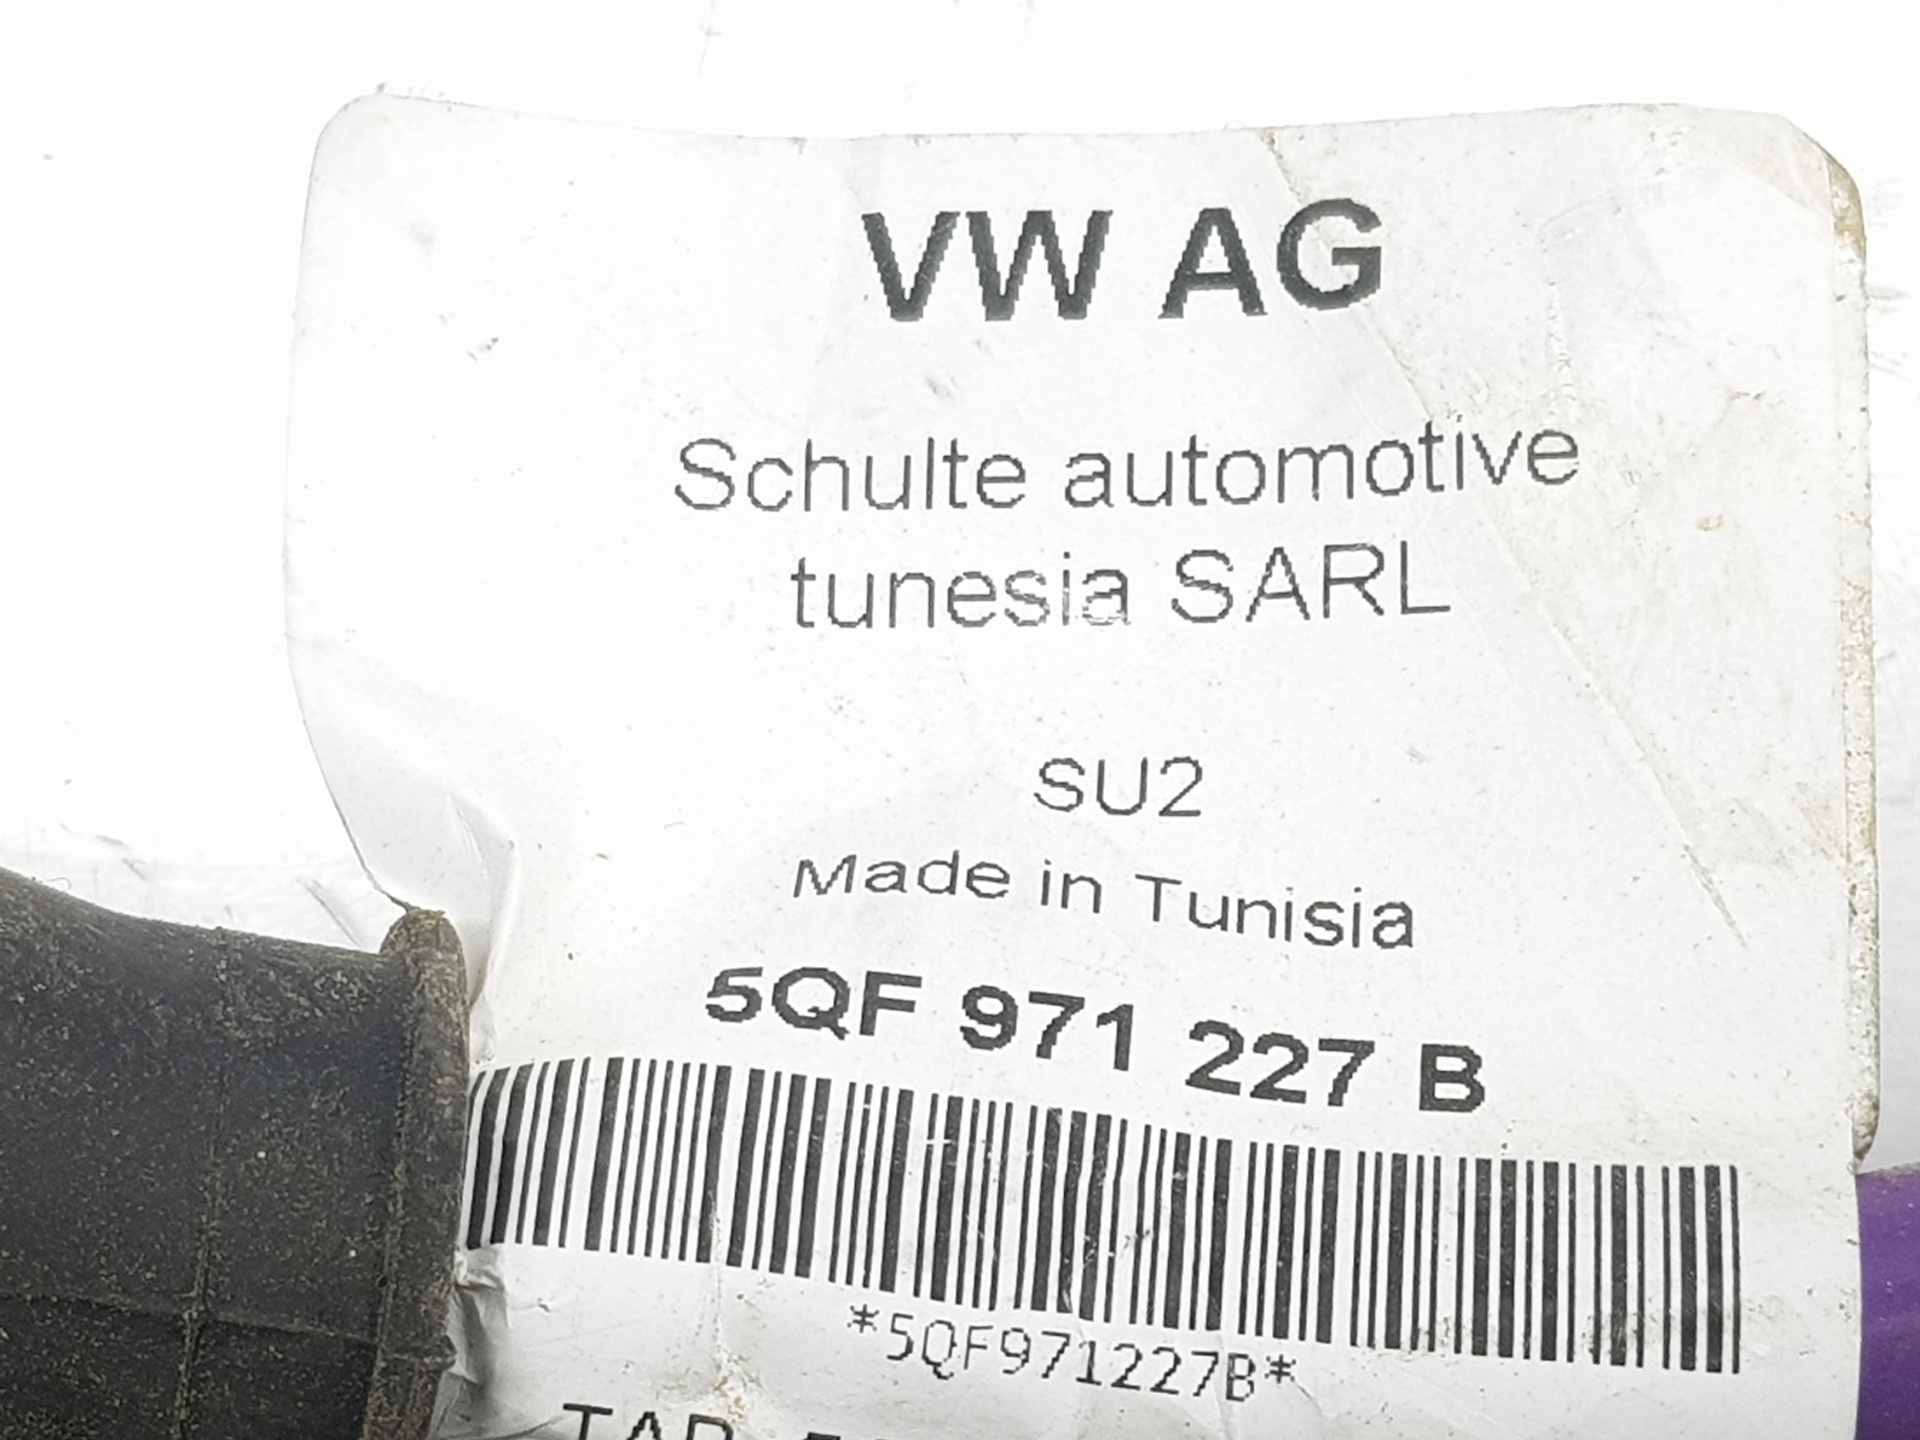 VW AG
Schulte automotive
tunesia SARL
SU2
Made in Tunisia
5QF 971 227 B
*5QF971227B*